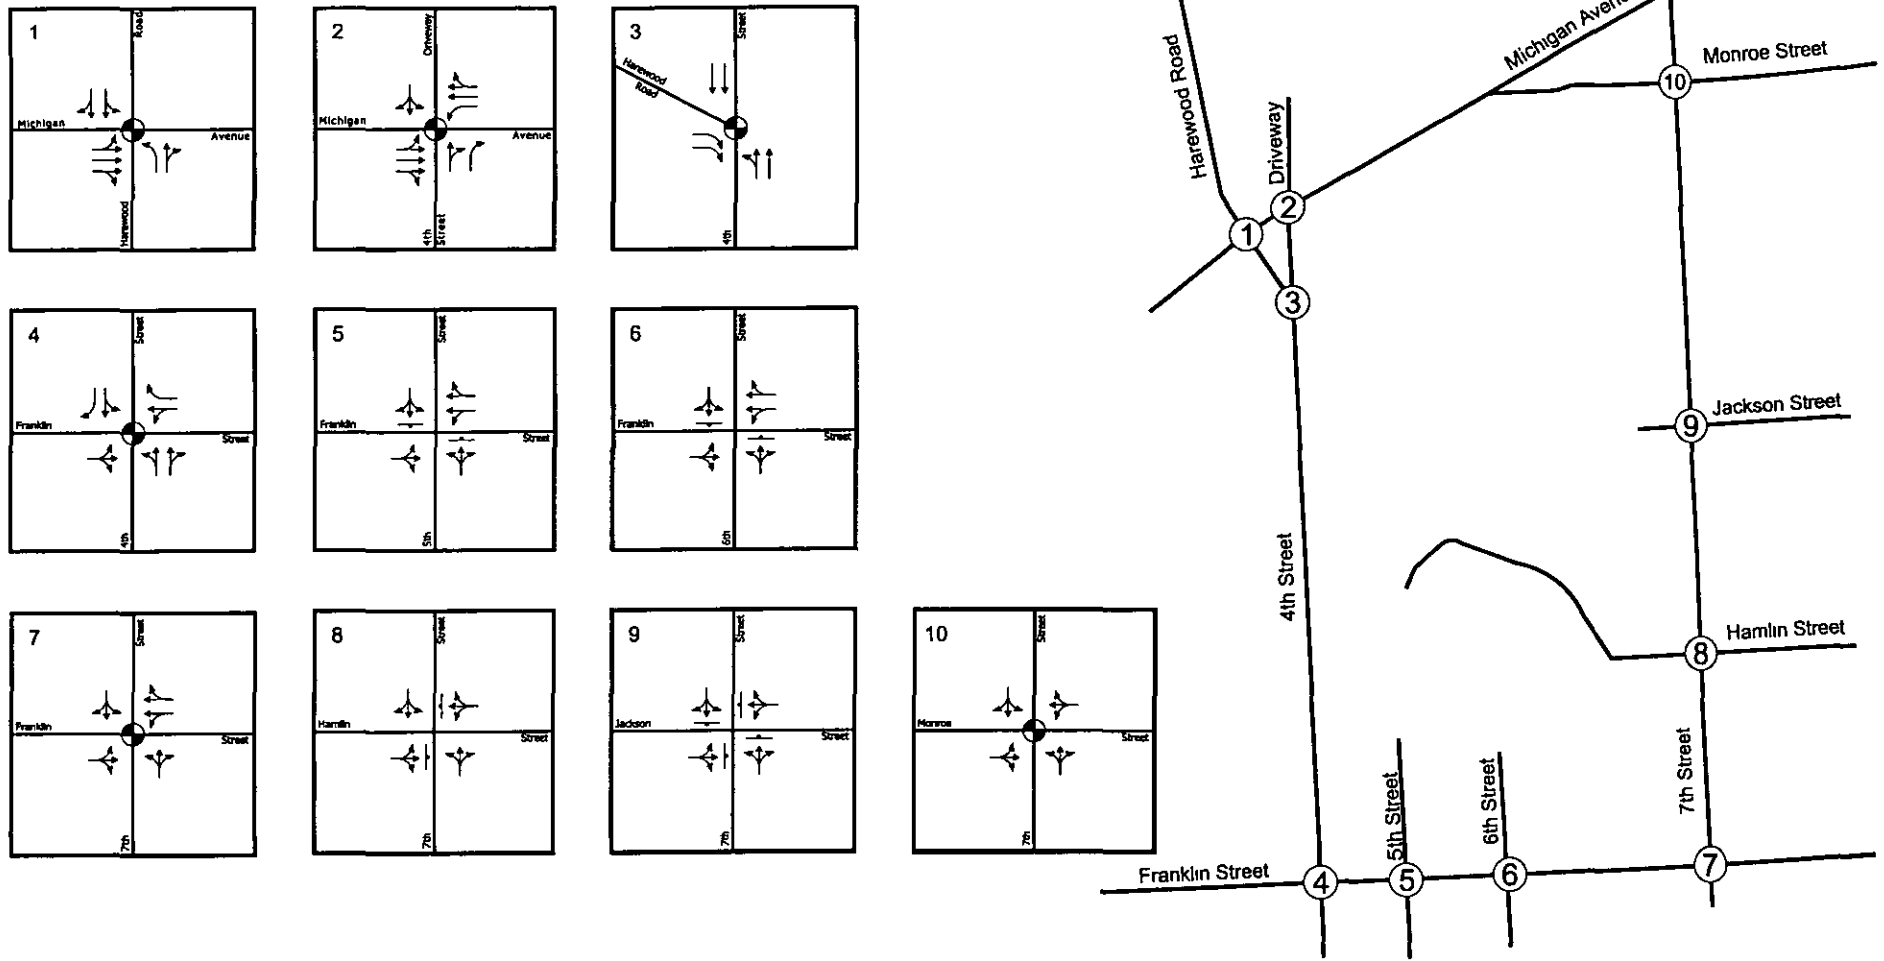 1
Road
Michigan
Avenue
Harewood
2
Driveway
Michigan
Avenue
4th
Street
3
Street
Harewood
Road
4th
4
Street
Franklin
Street
4th
5
Street
Franklin
Street
5th
6
Street
Franklin
Street
6th
7
Street
Franklin
Street
7th
8
Street
Hamlin
Street
7th
9
Street
Jackson
Street
7th
10
Street
Monroe
Street
7th
Harewood Road
Driveway
Michigan Avenue
Monroe Street
10
2
1
3
Jackson Street
9
4th Street
Hamlin Street
8
7th Street
5th Street
6th Street
Franklin Street
4
5
6
7